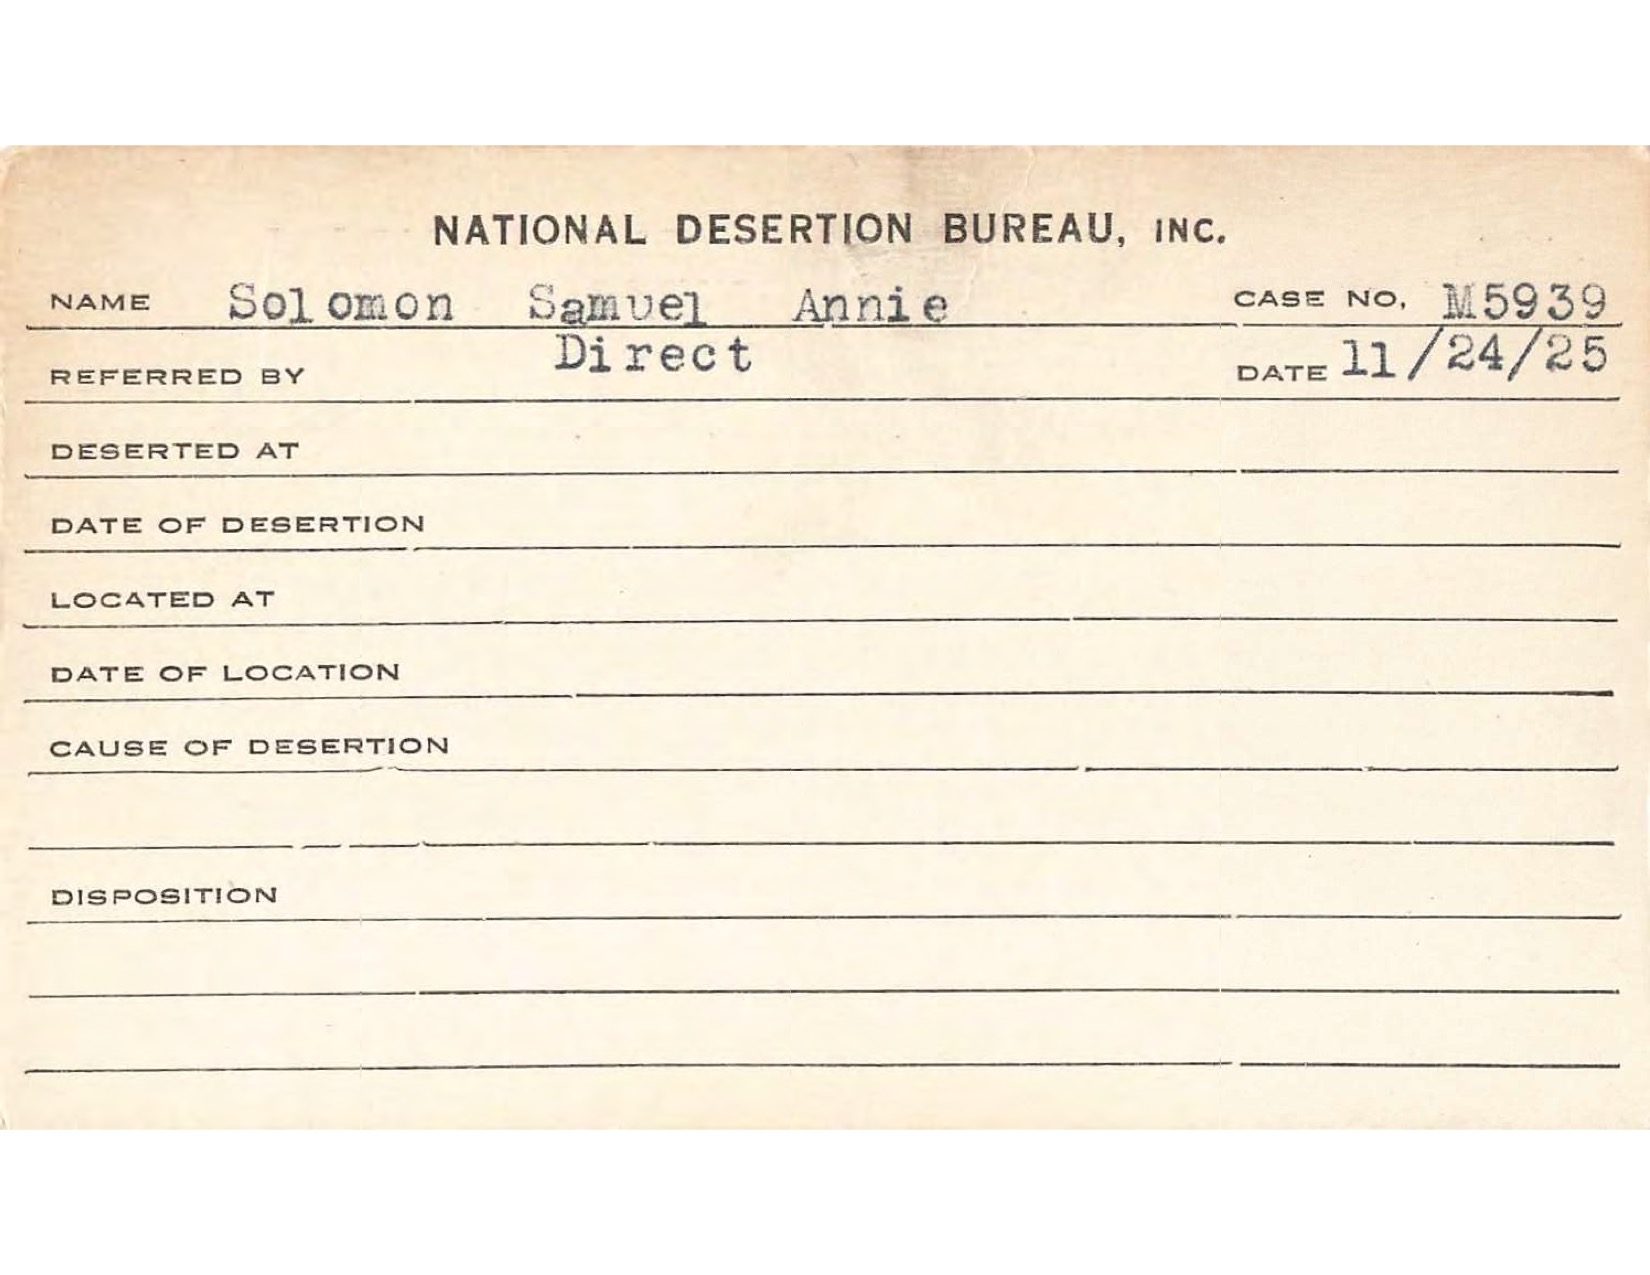 NATIONAL DESERTION BUREAU, INC.
NAME Solomon Samuel Annie CASE NO. M5939
REFERRED BY Direct DATE 11/24/25
DESERTED AT
DATE OF DESERTION
LOCATED AT
DATE OF LOCATION
CAUSE OF DESERTION
DISPOSITION